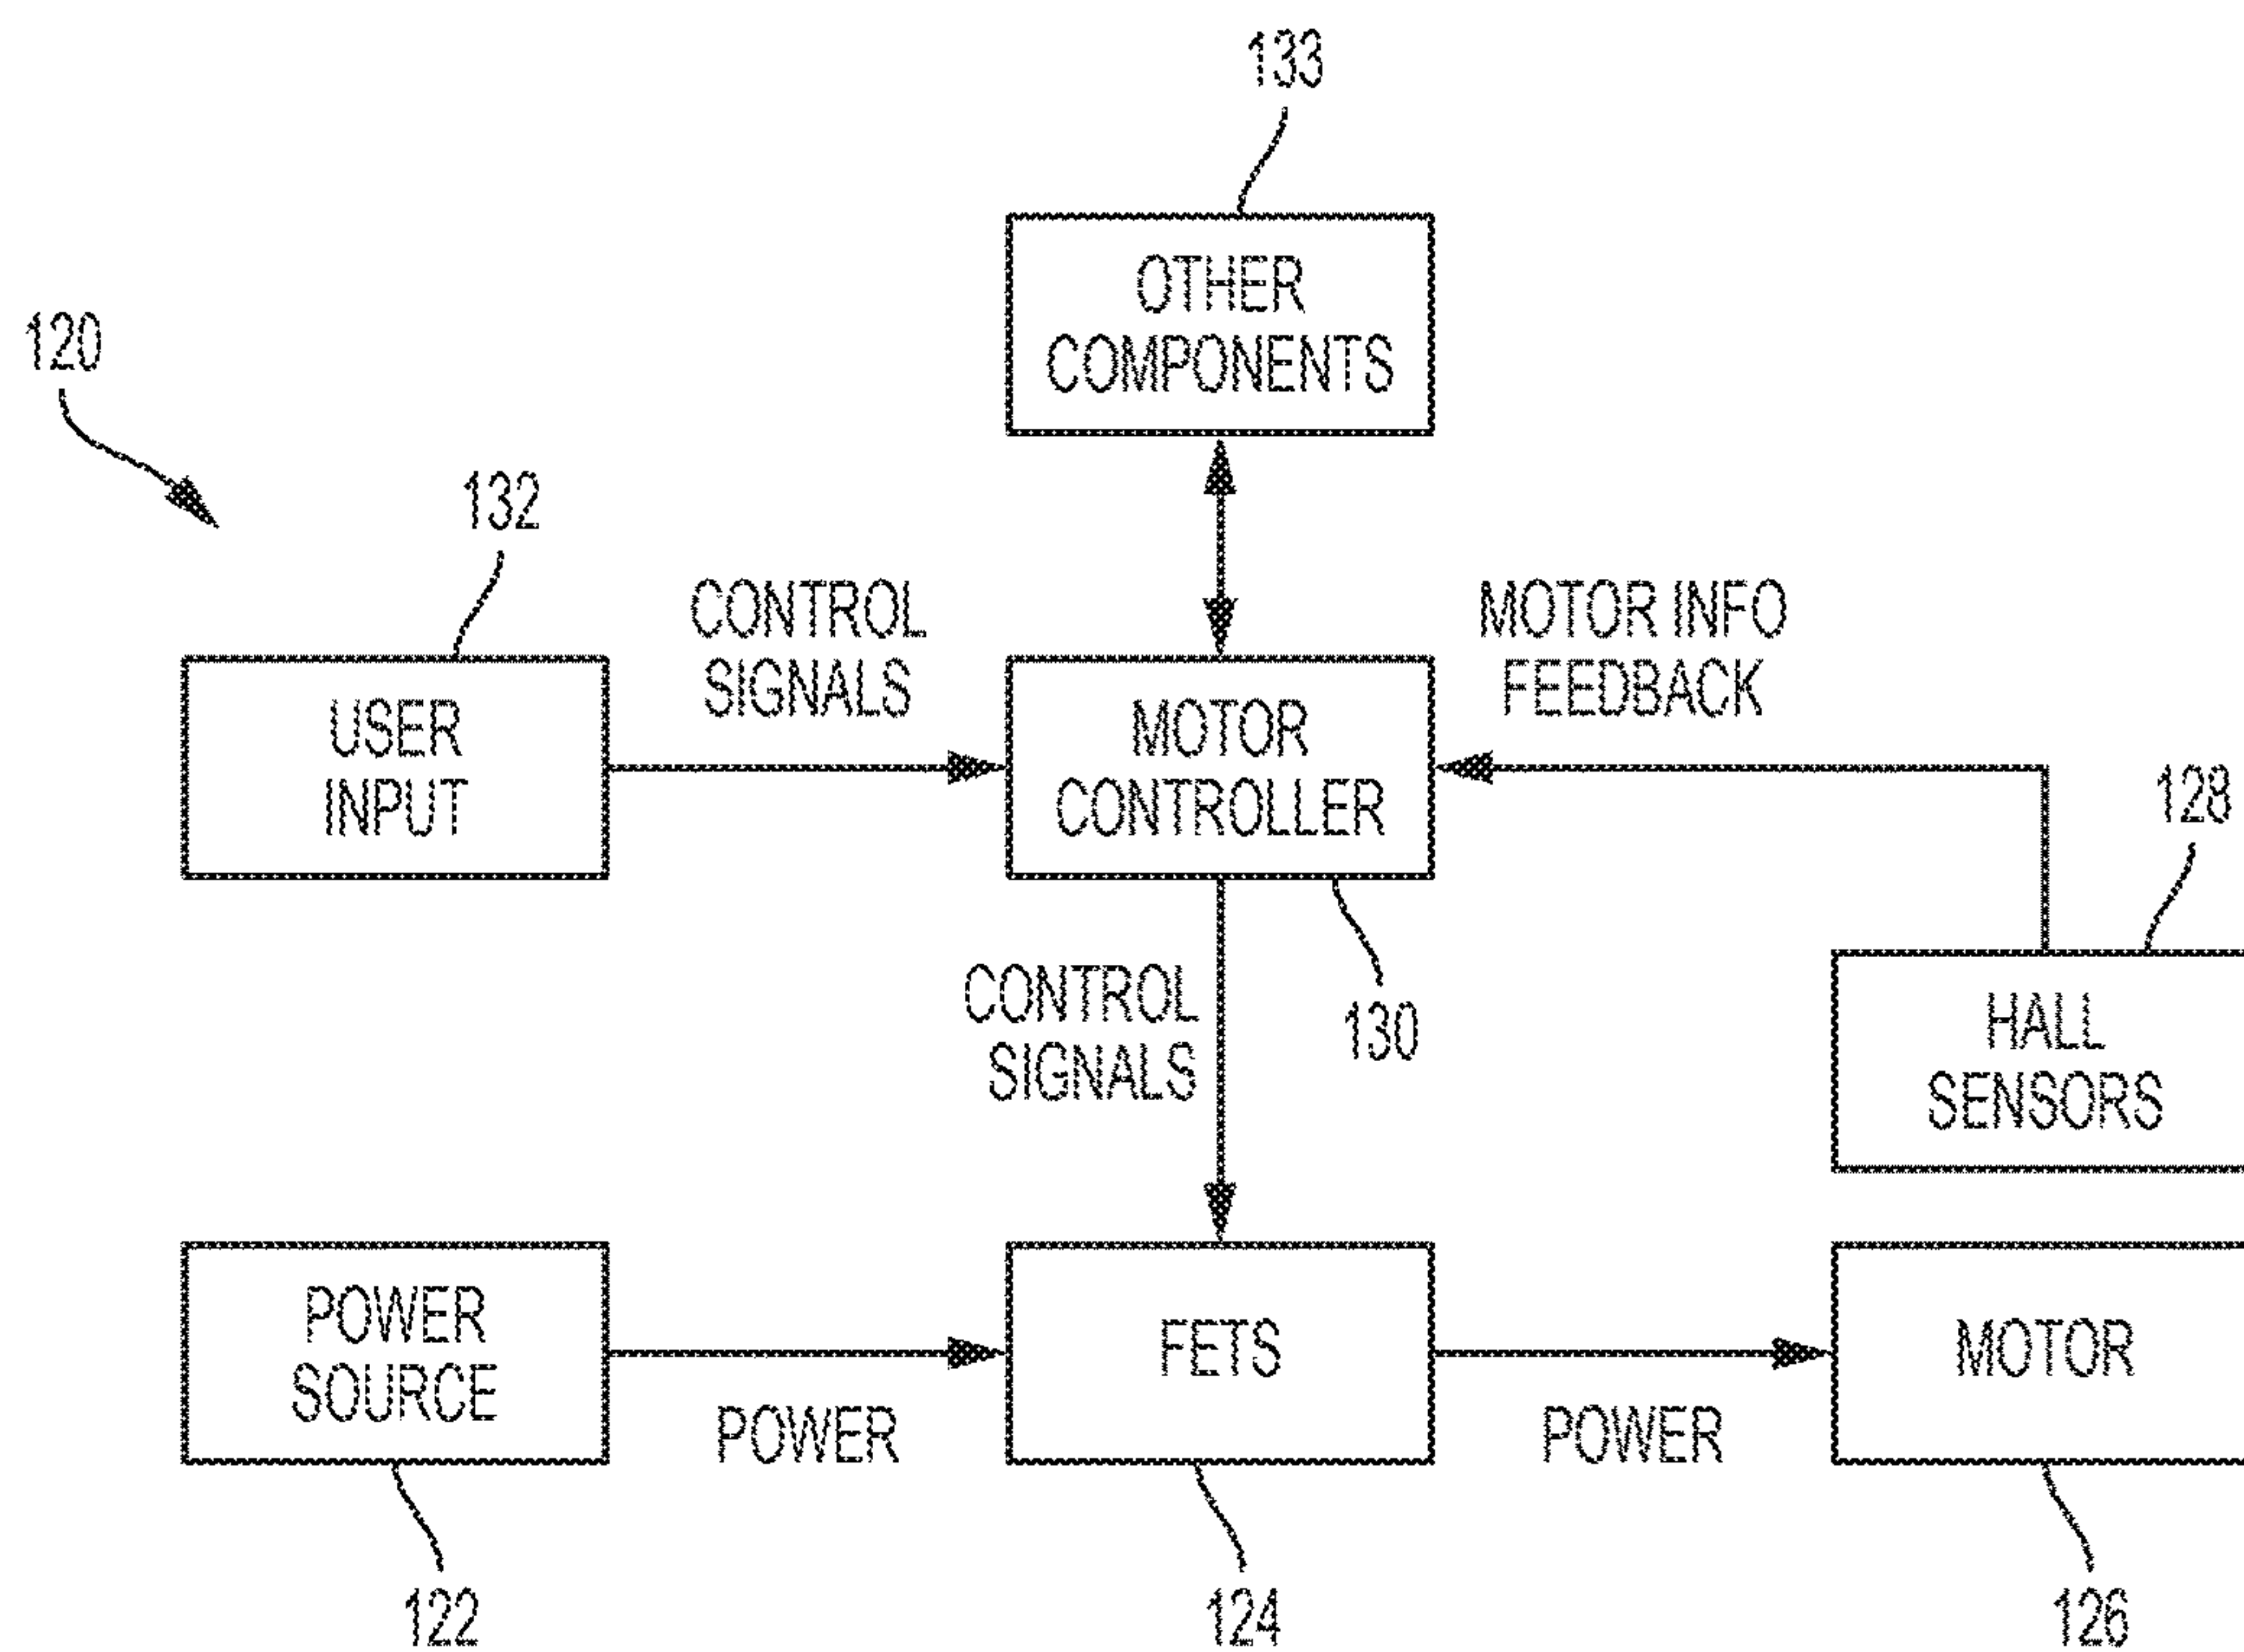 133
OTHER
COMPONENTS
120
132
CONTROL
SIGNALS
MOTOR INFO
FEEDBACK
USER
INPUT
MOTOR
CONTROLLER
128
CONTROL
SIGNALS
130
HALL
SENSORS
POWER
SOURCE
FETS
MOTOR
POWER
POWER
122
124
126